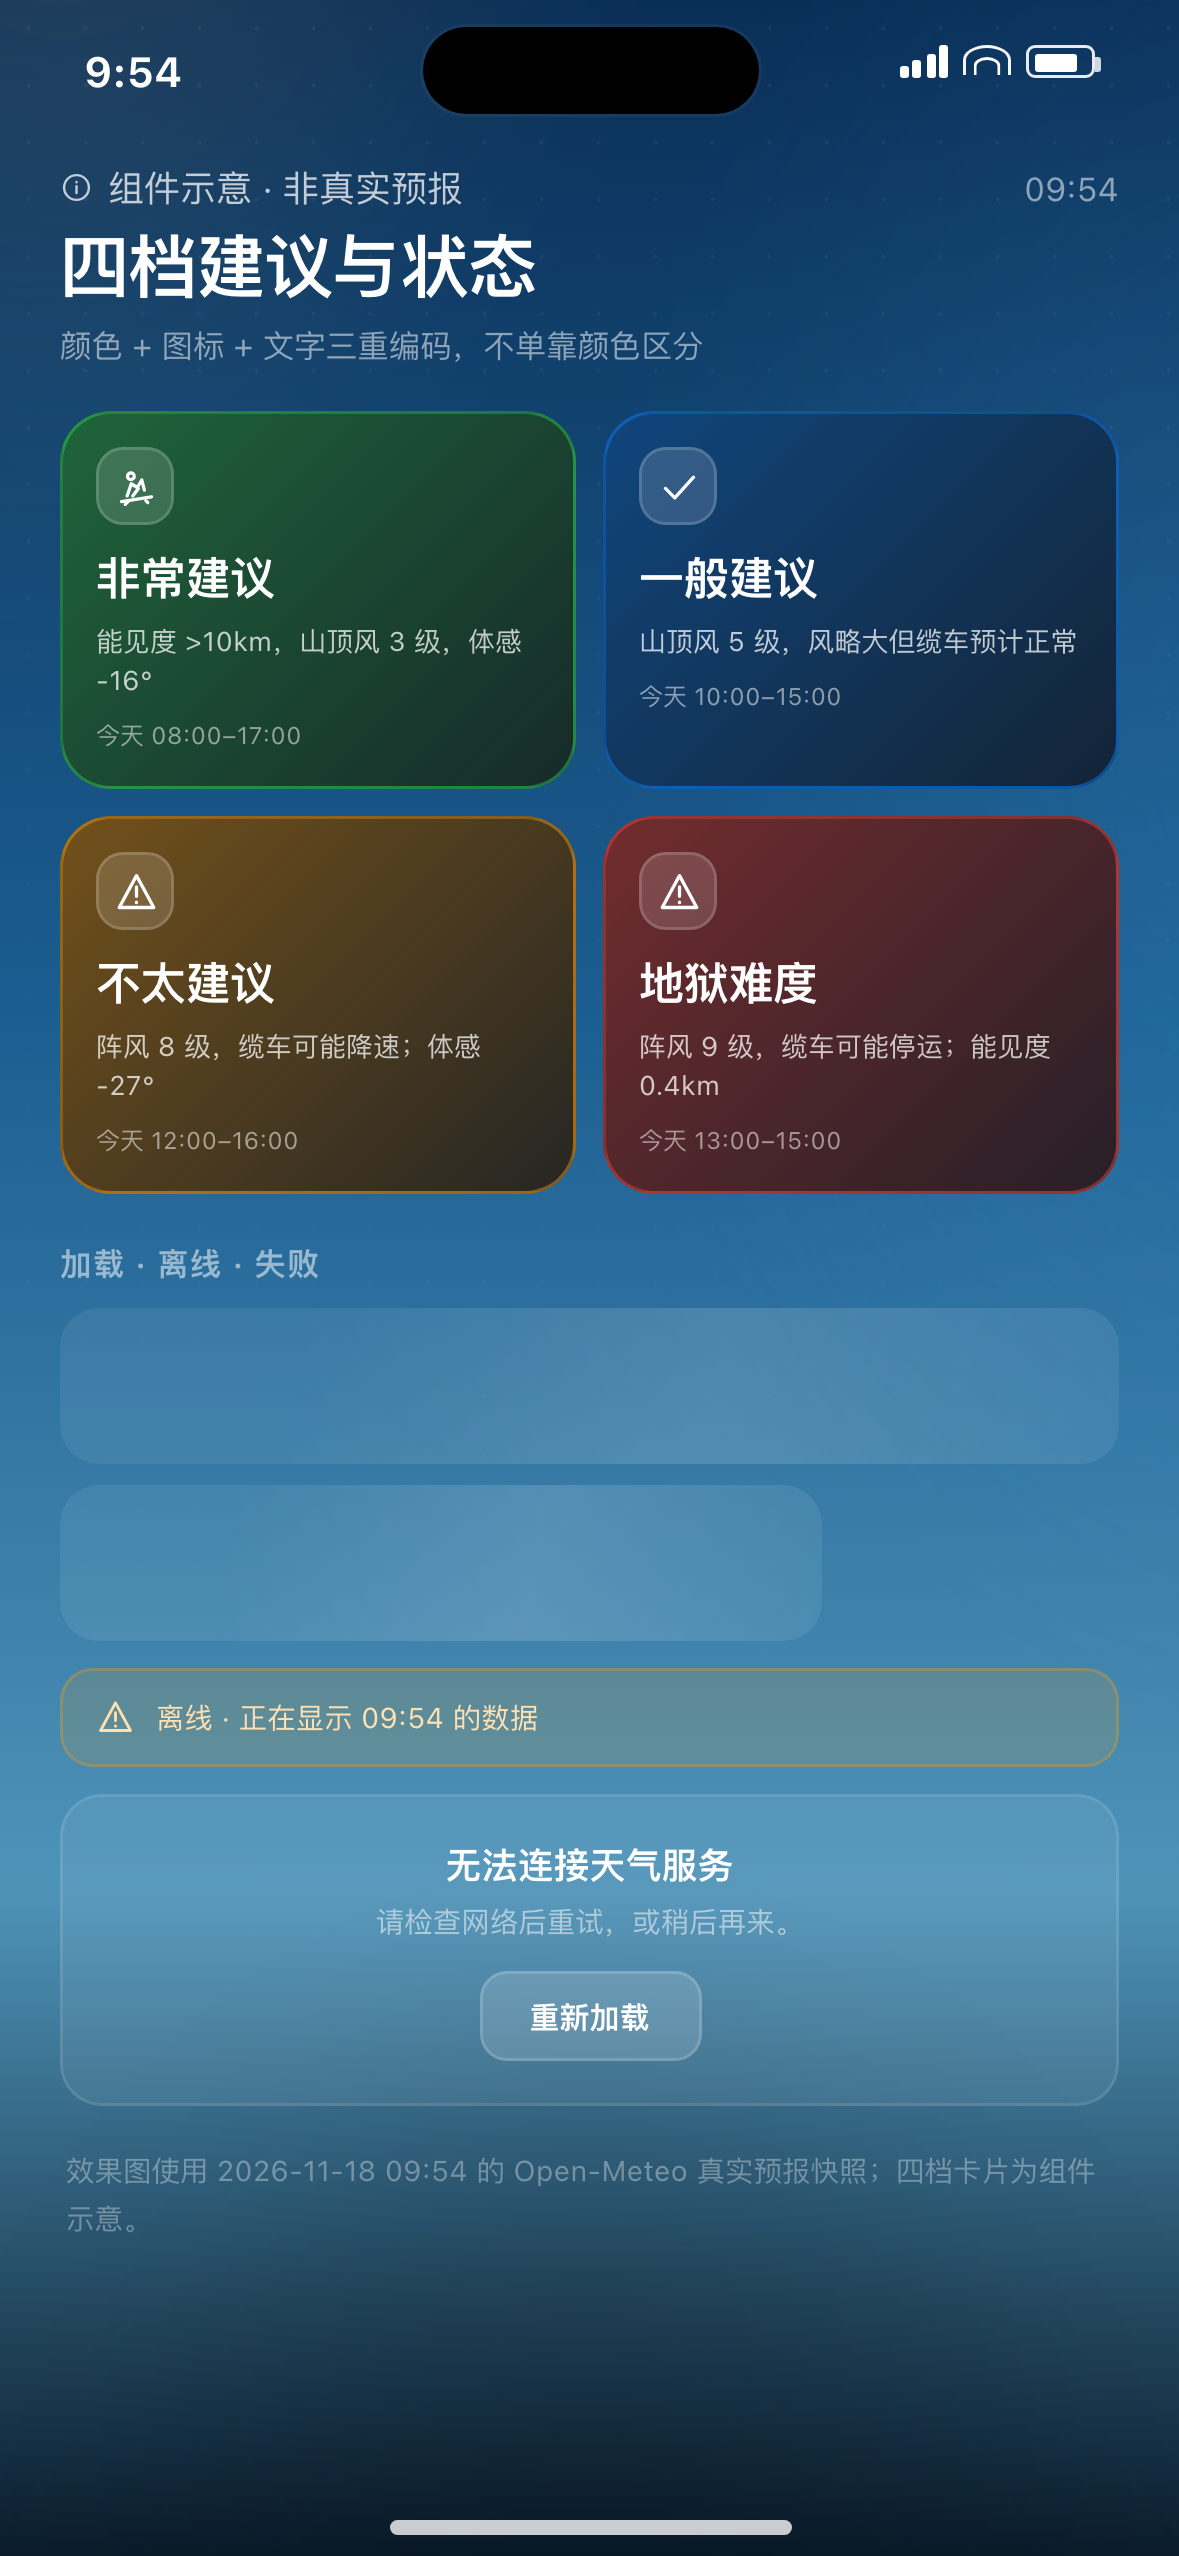 9:54
组件示意 · 非真实预报
09:54
四档建议与状态
颜色 + 图标 + 文字三重编码，不单靠颜色区分
非常建议
能见度 >10km，山顶风 3 级，体感
-16°
今天 08:00–17:00
一般建议
山顶风 5 级，风略大但缆车预计正常
今天 10:00–15:00
不太建议
阵风 8 级，缆车可能降速；体感
-27°
今天 12:00–16:00
地狱难度
阵风 9 级，缆车可能停运；能见度
0.4km
今天 13:00–15:00
加载 · 离线 · 失败
离线 · 正在显示 09:54 的数据
无法连接天气服务
请检查网络后重试，或稍后再来。
重新加载
效果图使用 2026-11-18 09:54 的 Open-Meteo 真实预报快照；四档卡片为组件
示意。